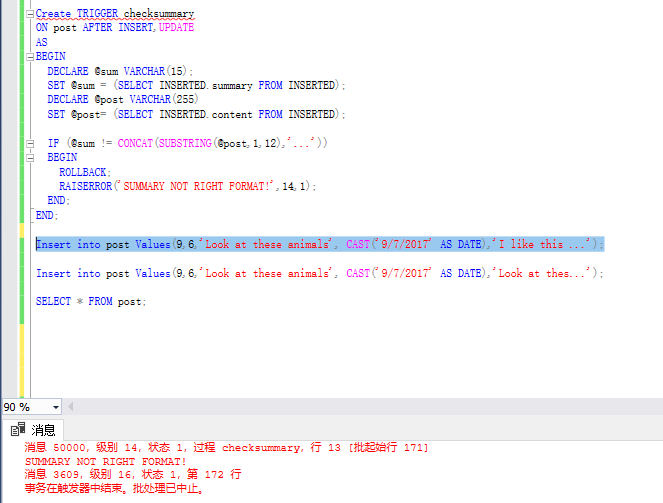 Create TRIGGER checksummary
ON post AFTER INSERT,UPDATE
AS
BEGIN
DECLARE @sum VARCHAR(15);
SET @sum = (SELECT INSERTED.summary FROM INSERTED);
DECLARE @post VARCHAR(255)
SET @post= (SELECT INSERTED.content FROM INSERTED);
IF (@sum != CONCAT(SUBSTRING(@post,1,12),'...'))
BEGIN
ROLLBACK;
RAISERROR('SUMMARY NOT RIGHT FORMAT!',14,1);
END;
END;
Insert into post Values(9,6,'Look at these animals', CAST('9/7/2017' AS DATE),'I like this ...');
Insert into post Values(9,6,'Look at these animals', CAST('9/7/2017' AS DATE),'Look at thes...');
SELECT * FROM post;
90 %
消息
消息 50000，级别 14，状态 1，过程 checksummary，行 13 [批起始行 171]
SUMMARY NOT RIGHT FORMAT!
消息 3609，级别 16，状态 1，第 172 行
事务在触发器中结束。批处理已中止。